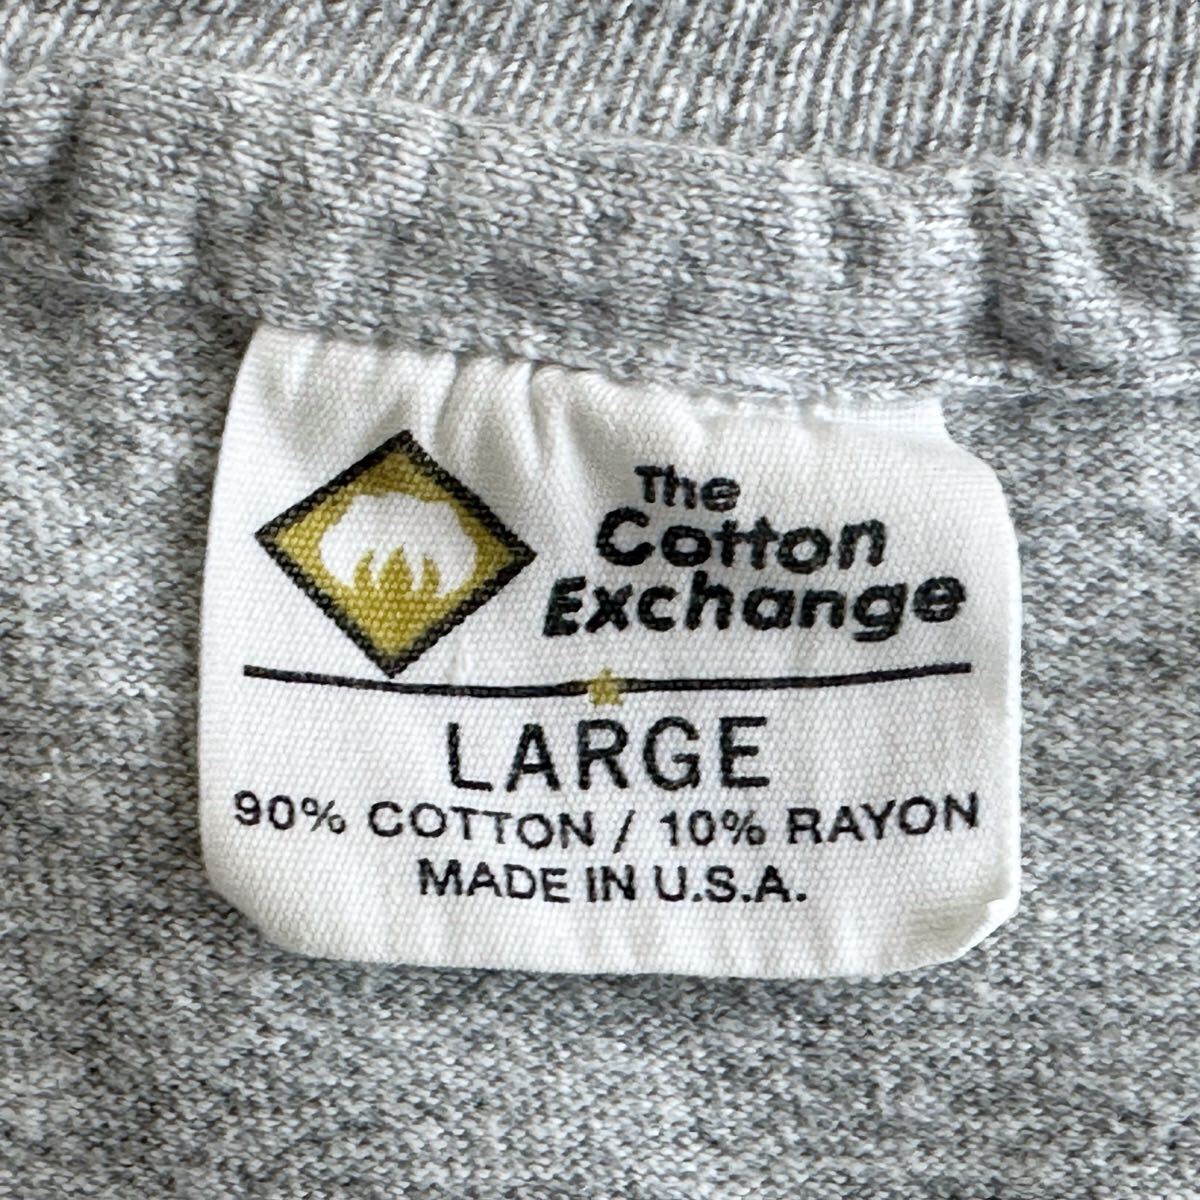 The
Cotton
Exchange
LARGE
90% COTTON / 10% RAYON
MADE IN U.S.A.